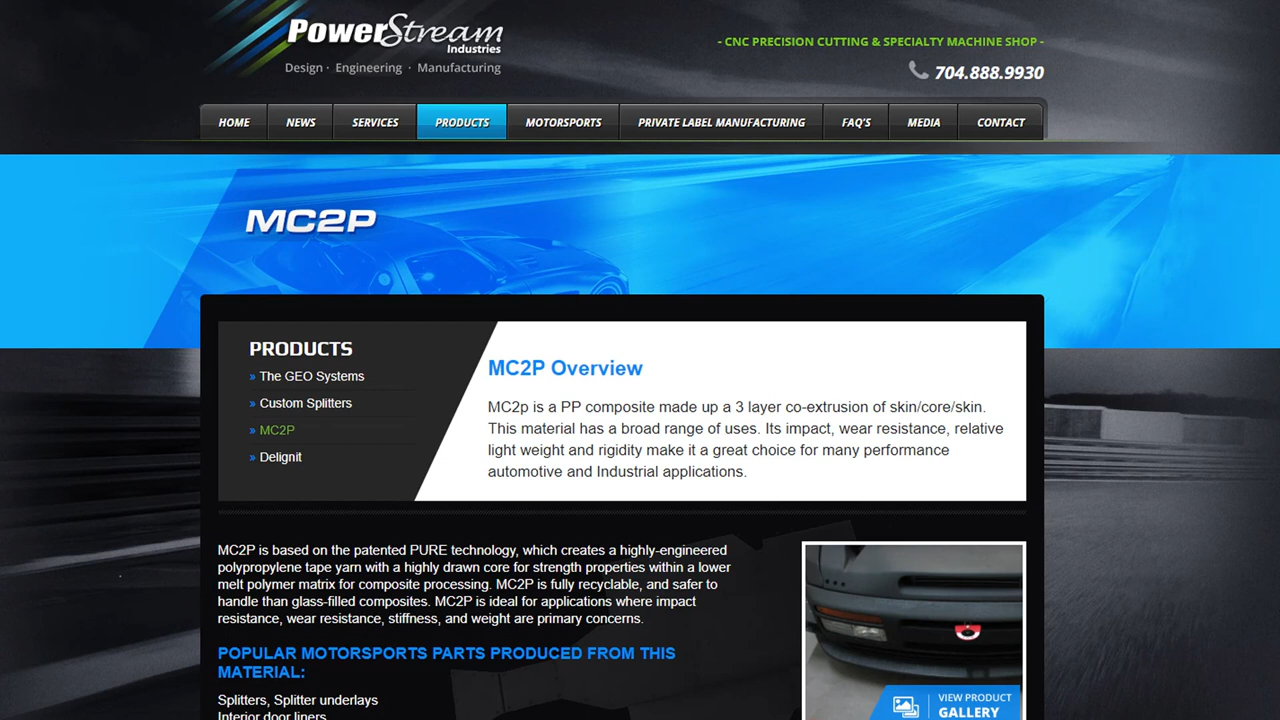 PowerStream
Industries
Design · Engineering · Manufacturing
- CNC PRECISION CUTTING & SPECIALTY MACHINE SHOP -
704.888.9930
HOME NEWS SERVICES PRODUCTS MOTORSPORTS PRIVATE LABEL MANUFACTURING FAQ'S MEDIA CONTACT
MC2P
PRODUCTS
» The GEO Systems
» Custom Splitters
» MC2P
» Delignit
MC2P Overview
MC2p is a PP composite made up a 3 layer co-extrusion of skin/core/skin.
This material has a broad range of uses. Its impact, wear resistance, relative
light weight and rigidity make it a great choice for many performance
automotive and Industrial applications.
MC2P is based on the patented PURE technology, which creates a highly-engineered
polypropylene tape yarn with a highly drawn core for strength properties within a lower
melt polymer matrix for composite processing. MC2P is fully recyclable, and safer to
handle than glass-filled composites. MC2P is ideal for applications where impact
resistance, wear resistance, stiffness, and weight are primary concerns.
POPULAR MOTORSPORTS PARTS PRODUCED FROM THIS
MATERIAL:
Splitters, Splitter underlays
Interior door liners
VIEW PRODUCT
GALLERY